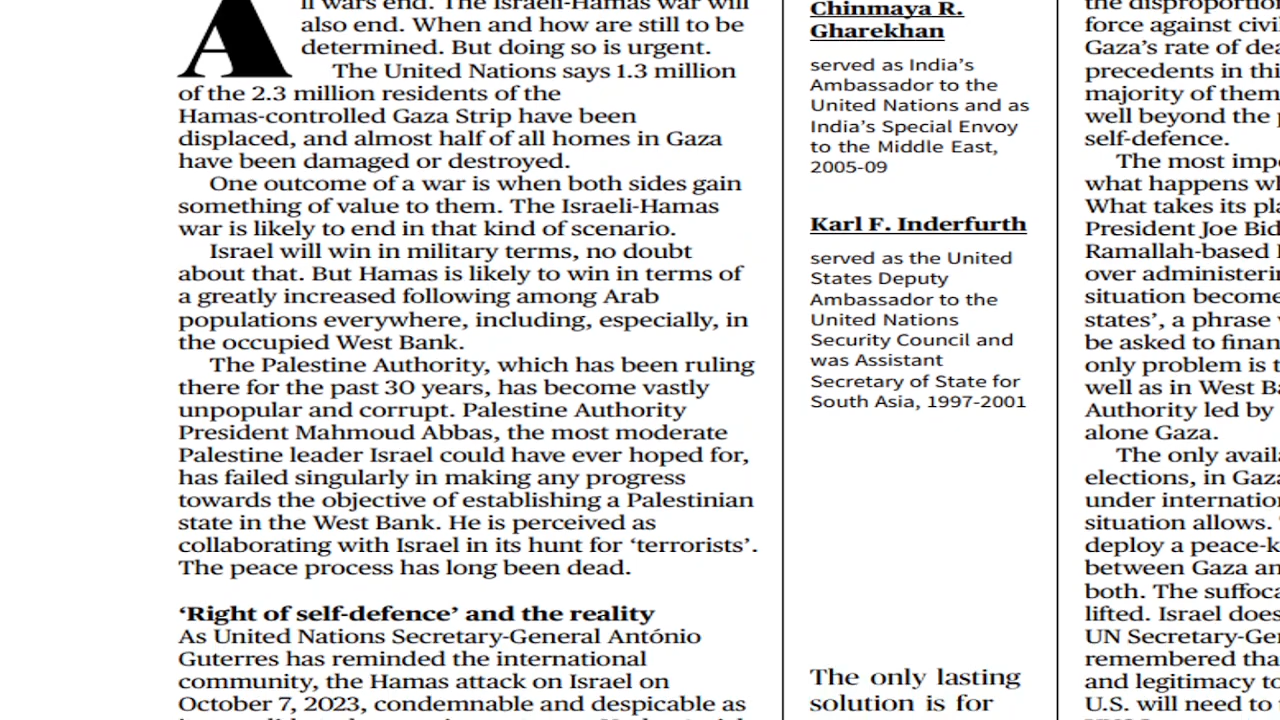 All wars end. The Israeli-Hamas war will
also end. When and how are still to be
determined. But doing so is urgent.
The United Nations says 1.3 million
of the 2.3 million residents of the
Hamas-controlled Gaza Strip have been
displaced, and almost half of all homes in Gaza
have been damaged or destroyed.
One outcome of a war is when both sides gain
something of value to them. The Israeli-Hamas
war is likely to end in that kind of scenario.
Israel will win in military terms, no doubt
about that. But Hamas is likely to win in terms of
a greatly increased following among Arab
populations everywhere, including, especially, in
the occupied West Bank.
The Palestine Authority, which has been ruling
there for the past 30 years, has become vastly
unpopular and corrupt. Palestine Authority
President Mahmoud Abbas, the most moderate
Palestine leader Israel could have ever hoped for,
has failed singularly in making any progress
towards the objective of establishing a Palestinian
state in the West Bank. He is perceived as
collaborating with Israel in its hunt for ‘terrorists’.
The peace process has long been dead.
‘Right of self-defence’ and the reality
As United Nations Secretary-General António
Guterres has reminded the international
community, the Hamas attack on Israel on
October 7, 2023, condemnable and despicable as
Chinmaya R.
Gharekhan
served as India’s
Ambassador to the
United Nations and as
India’s Special Envoy
to the Middle East,
2005-09
Karl F. Inderfurth
served as the United
States Deputy
Ambassador to the
United Nations
Security Council and
was Assistant
Secretary of State for
South Asia, 1997-2001
The only lasting
solution is for
the disproportion
force against civi
Gaza’s rate of dea
precedents in thi
majority of them
well beyond the p
self-defence.
The most impo
what happens wh
What takes its pla
President Joe Bid
Ramallah-based
over administerin
situation become
states’, a phrase
be asked to finan
only problem is t
well as in West Ba
Authority led by
alone Gaza.
The only availa
elections, in Gaza
under internation
situation allows.
deploy a peace-k
between Gaza an
both. The suffoca
lifted. Israel does
UN Secretary-Gen
remembered tha
and legitimacy to
U.S. will need to